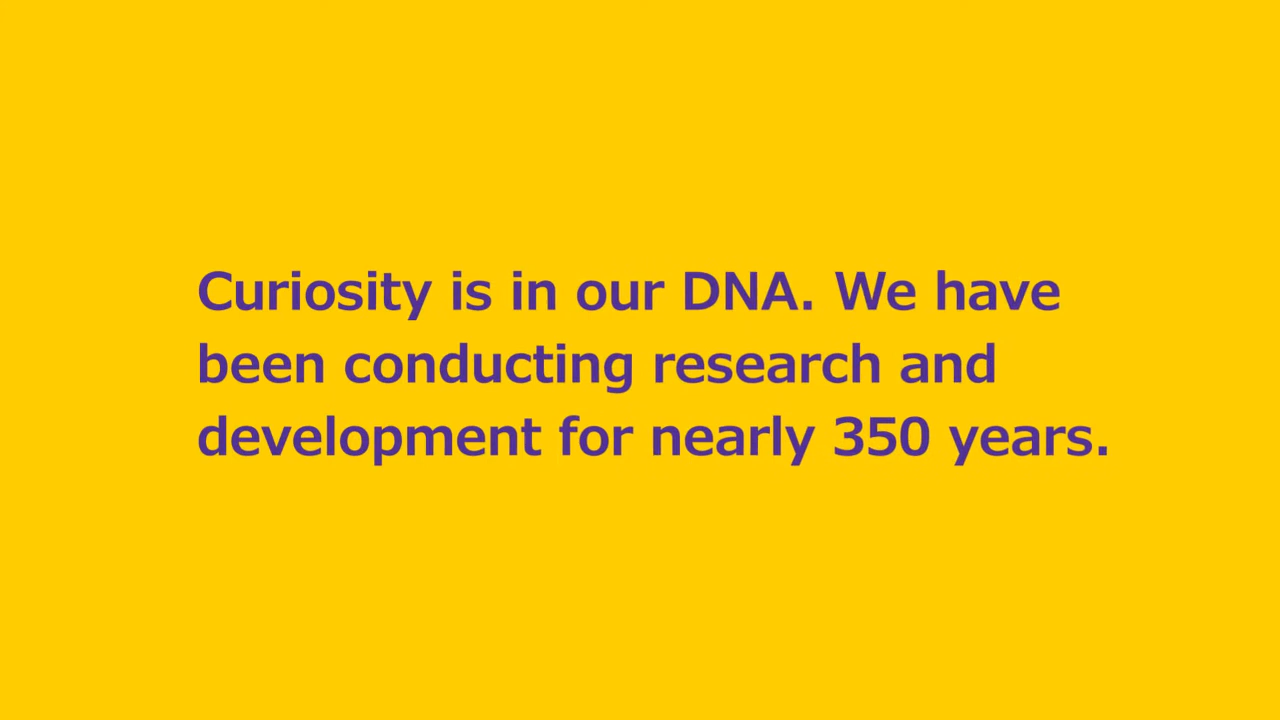 Curiosity is in our DNA. We have
been conducting research and
development for nearly 350 years.